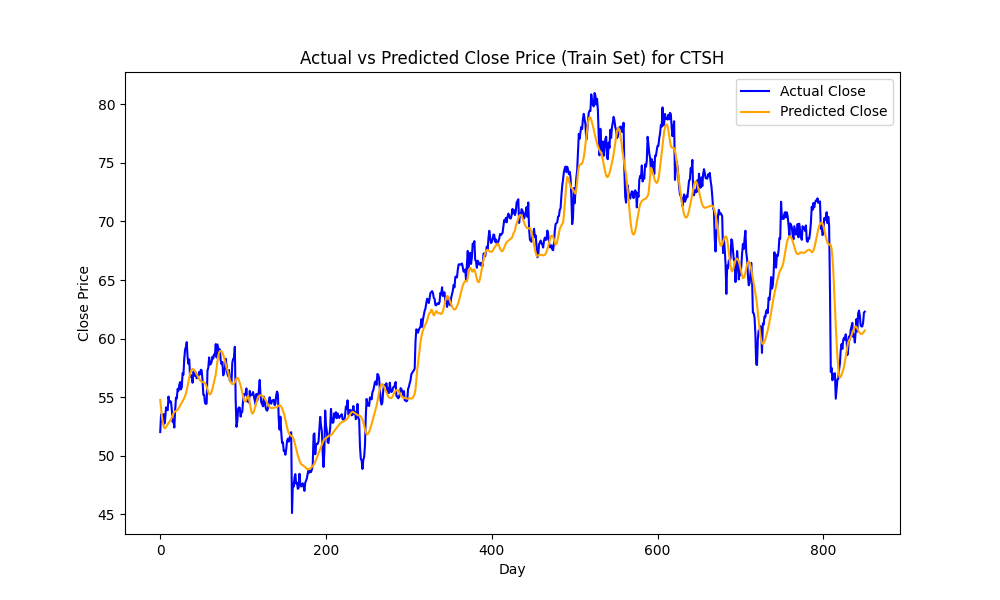 Actual vs Predicted Close Price (Train Set) for CTSH
Actual Close
Predicted Close
Close Price
80
75
70
65
60
55
50
45
0 200 400 600 800
Day